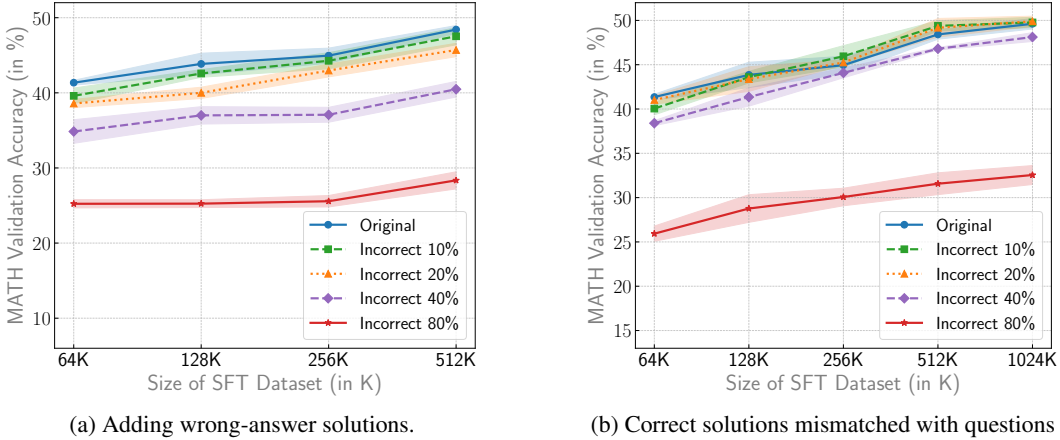 50
40
30
20
10
MATH Validation Accuracy (in %)
Original
Incorrect 10%
Incorrect 20%
Incorrect 40%
Incorrect 80%
64K 128K 256K 512K
Size of SFT Dataset (in K)
(a) Adding wrong-answer solutions.
50
45
40
35
30
25
20
15
MATH Validation Accuracy (in %)
Original
Incorrect 10%
Incorrect 20%
Incorrect 40%
Incorrect 80%
64K 128K 256K 512K 1024K
Size of SFT Dataset (in K)
(b) Correct solutions mismatched with questions